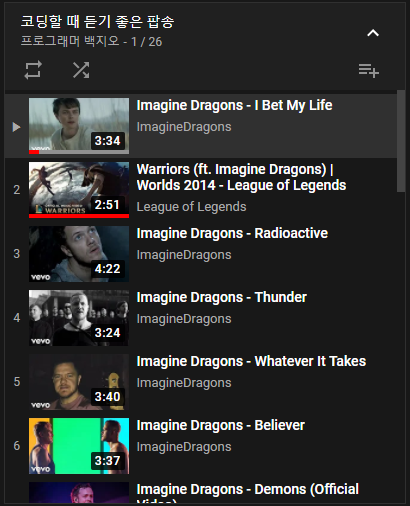 코딩할 때 듣기 좋은 팝송
프로그래머 백지오 - 1 / 26
Imagine Dragons - I Bet My Life
ImagineDragons
vevo
3:34
2
Warriors (ft. Imagine Dragons) |
Worlds 2014 - League of Legends
League of Legends
WARRIORS
2:51
3
Imagine Dragons - Radioactive
ImagineDragons
vevo
4:22
4
Imagine Dragons - Thunder
ImagineDragons
vevo
3:24
5
Imagine Dragons - Whatever It Takes
ImagineDragons
vevo
3:40
6
Imagine Dragons - Believer
ImagineDragons
vevo
3:37
Imagine Dragons - Demons (Official
Video)